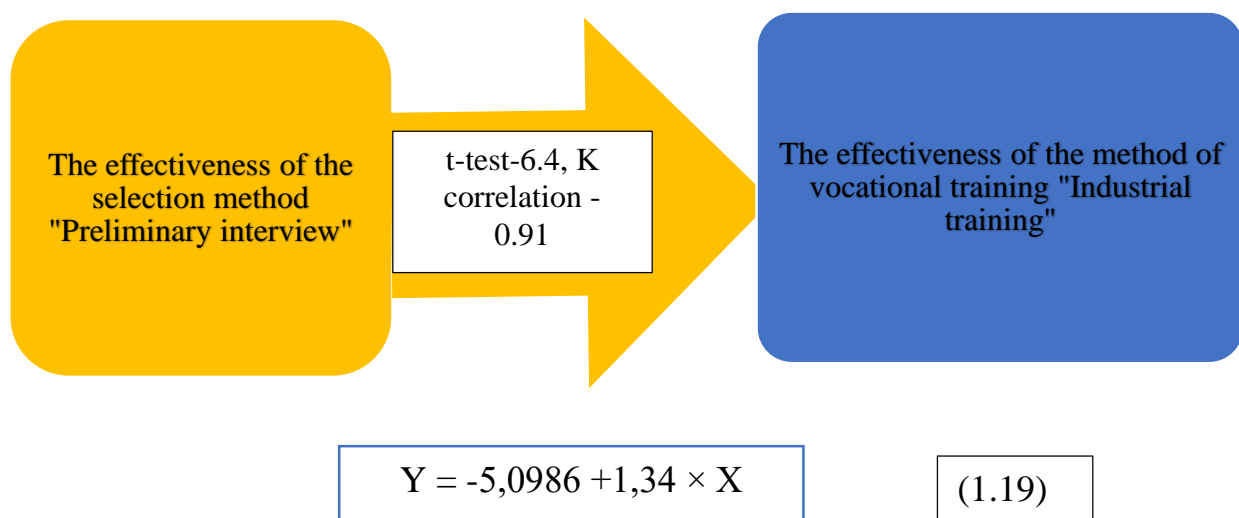 The effectiveness of the
selection method
"Preliminary interview"
t-test-6.4, K
correlation -
0.91
The effectiveness of the method of
vocational training "Industrial
training"
Y = -5,0986 +1,34 × X
(1.19)